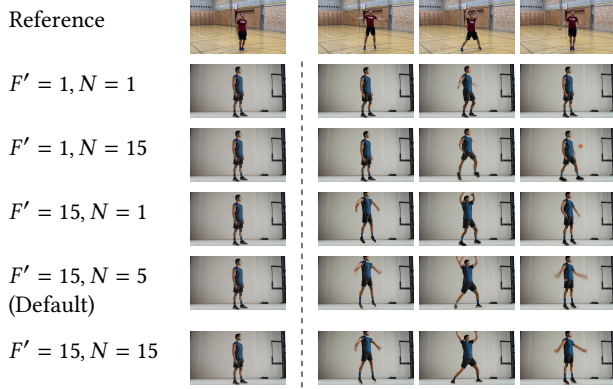 Reference
F′ = 1, N = 1
F′ = 1, N = 15
F′ = 15, N = 1
F′ = 15, N = 5
(Default)
F′ = 15, N = 15